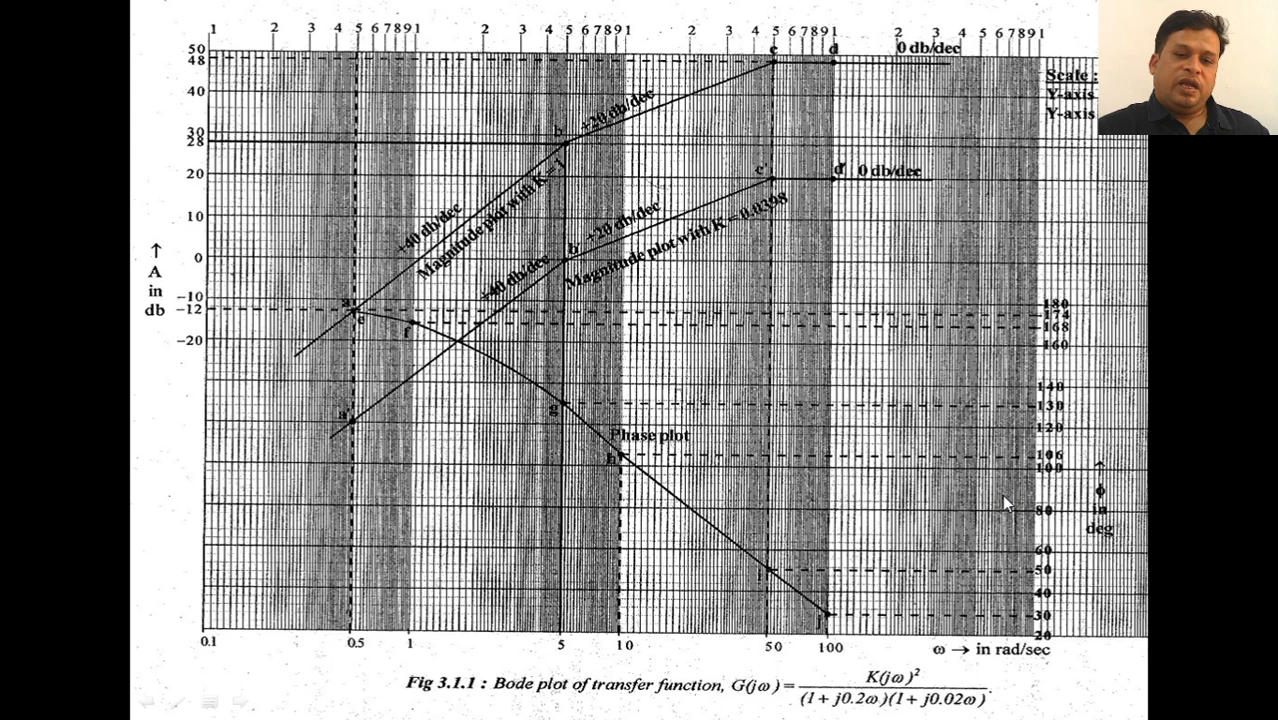 1 2 3 4 5 6 7 8 9 1 2 3 4 5 6 7 8 9 1 2 3 4 5 6 7 8 9 1 2 3 4 5 6 7 8 9 1
50
48
40
30
28
20
10
0
−10
−12
−20
↑
A
in
db
c d 0 db/dec
Scale :
Y-axis
Y-axis
b +20 db/dec
+40 db/dec
Magnitude plot with K = 1
c' d' 0 db/dec
b' +20 db/dec
Magnitude plot with K = 0.0398
+40 db/dec
a
e
f
a'
g
Phase plot
h
180
174
168
160
140
130
120
106
100
80
60
50
40
30
20
ϕ
in
deg
0.1 0.5 1 5 10 50 100 ω → in rad/sec
Fig 3.1.1 : Bode plot of transfer function, G(jω) = K(jω)² / (1 + j0.2ω)(1 + j0.02ω) .